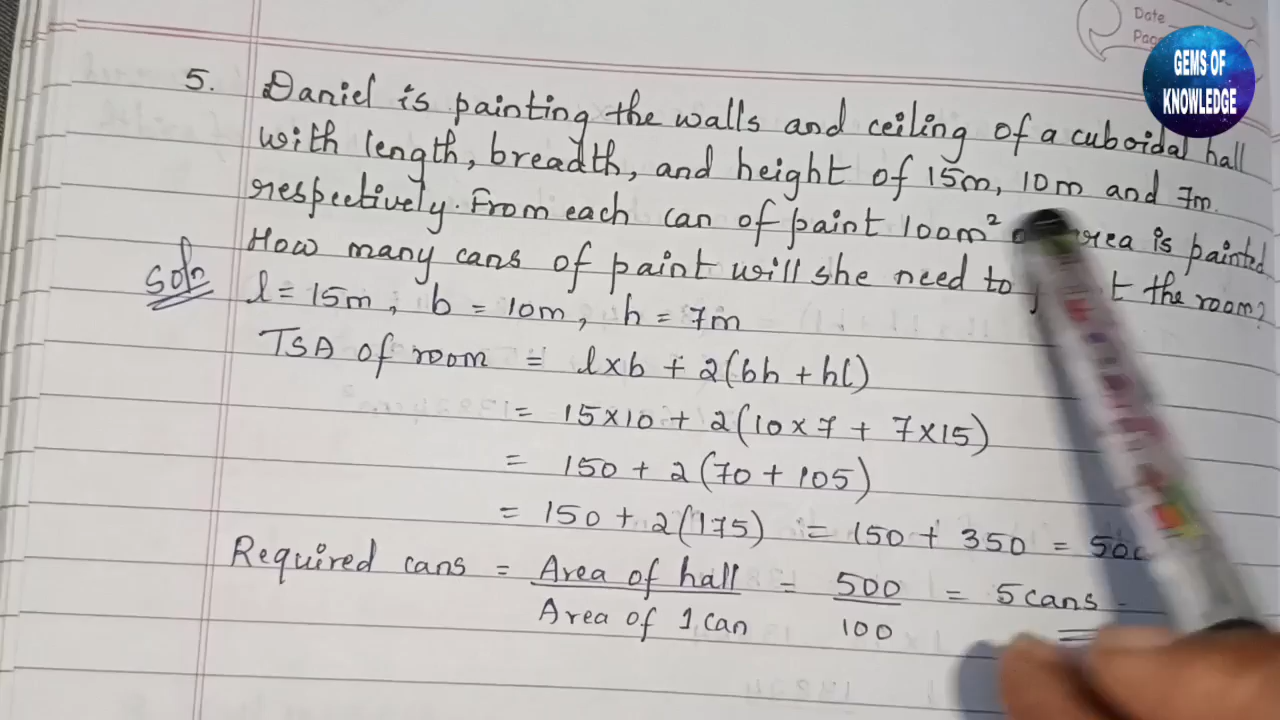 Date
Pag
GEMS OF
KNOWLEDGE
5. Daniel is painting the walls and ceiling of a cuboidal hall
with length, breadth, and height of 15m, 10m and 7m
respectively. From each can of paint 100m² area is painted
How many cans of paint will she need to the room?
Soln
l = 15m, b = 10m, h = 7m
TSA of room = l×b + 2(bh + hl)
= 15×10 + 2(10×7 + 7×15)
= 150 + 2(70 + 105)
= 150 + 2(175) = 150 + 350 = 500
Required cans = Area of hall / Area of 1 can = 500 / 100 = 5 cans